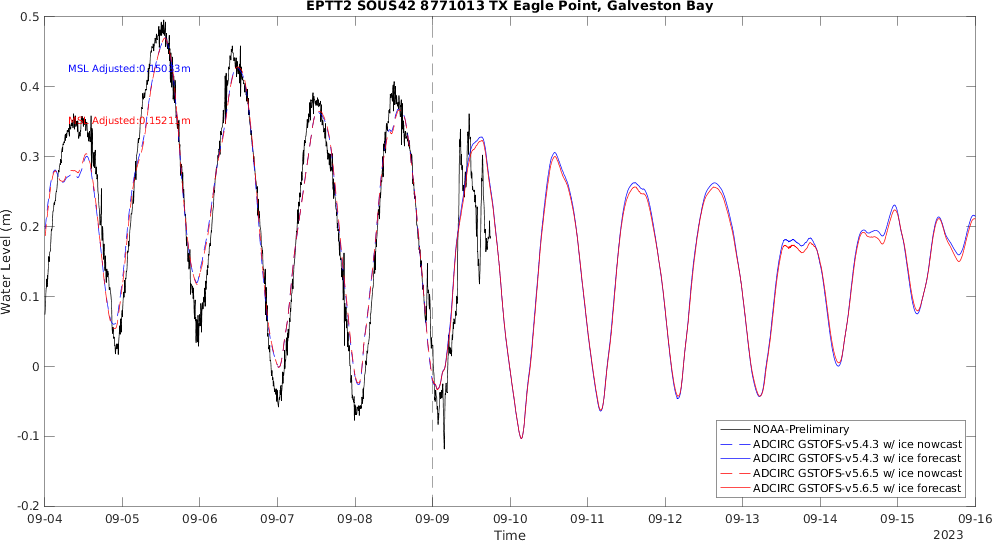 EPTT2 SOUS42 8771013 TX Eagle Point, Galveston Bay
0.5
0.4
0.3
0.2
0.1
0
-0.1
-0.2
Water Level (m)
MSL Adjusted:
MSL Adjusted:
NOAA-Preliminary
ADCIRC GSTOFS-v5.4.3 w/ ice nowcast
ADCIRC GSTOFS-v5.4.3 w/ ice forecast
ADCIRC GSTOFS-v5.6.5 w/ ice nowcast
ADCIRC GSTOFS-v5.6.5 w/ ice forecast
09-04 09-05 09-06 09-07 09-08 09-09 09-10 09-11 09-12 09-13 09-14 09-15 09-16
Time
2023